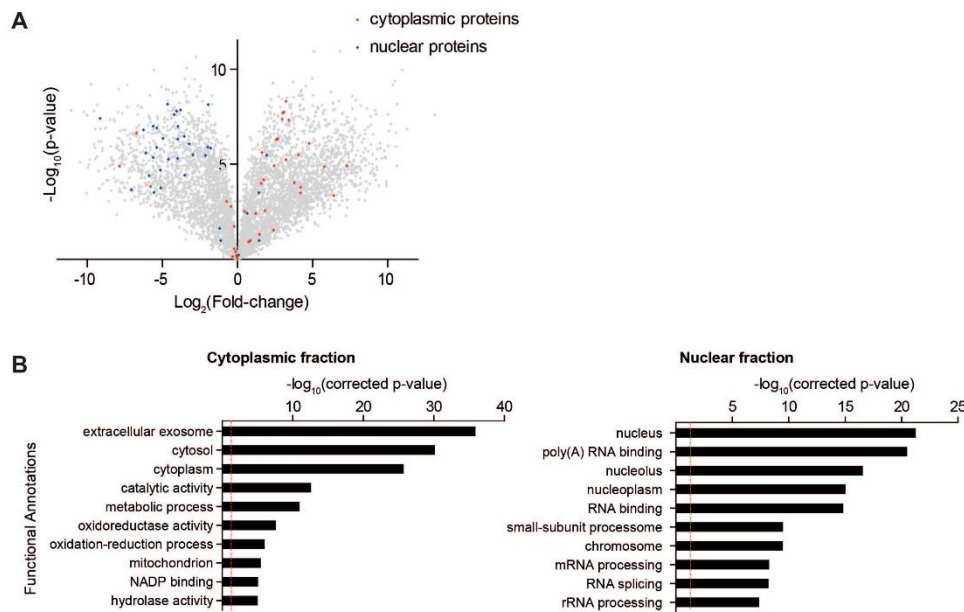 A
cytoplasmic proteins
nuclear proteins
10
5
-Log10(p-value)
-10
-5
0
5
10
Log2(Fold-change)
B
Cytoplasmic fraction
-log10(corrected p-value)
10
20
30
40
Functional Annotations
extracellular exosome
cytosol
cytoplasm
catalytic activity
metabolic process
oxidoreductase activity
oxidation-reduction process
mitochondrion
NADP binding
hydrolase activity
Nuclear fraction
-log10(corrected p-value)
5
10
15
20
25
nucleus
poly(A) RNA binding
nucleolus
nucleoplasm
RNA binding
small-subunit processome
chromosome
mRNA processing
RNA splicing
rRNA processing